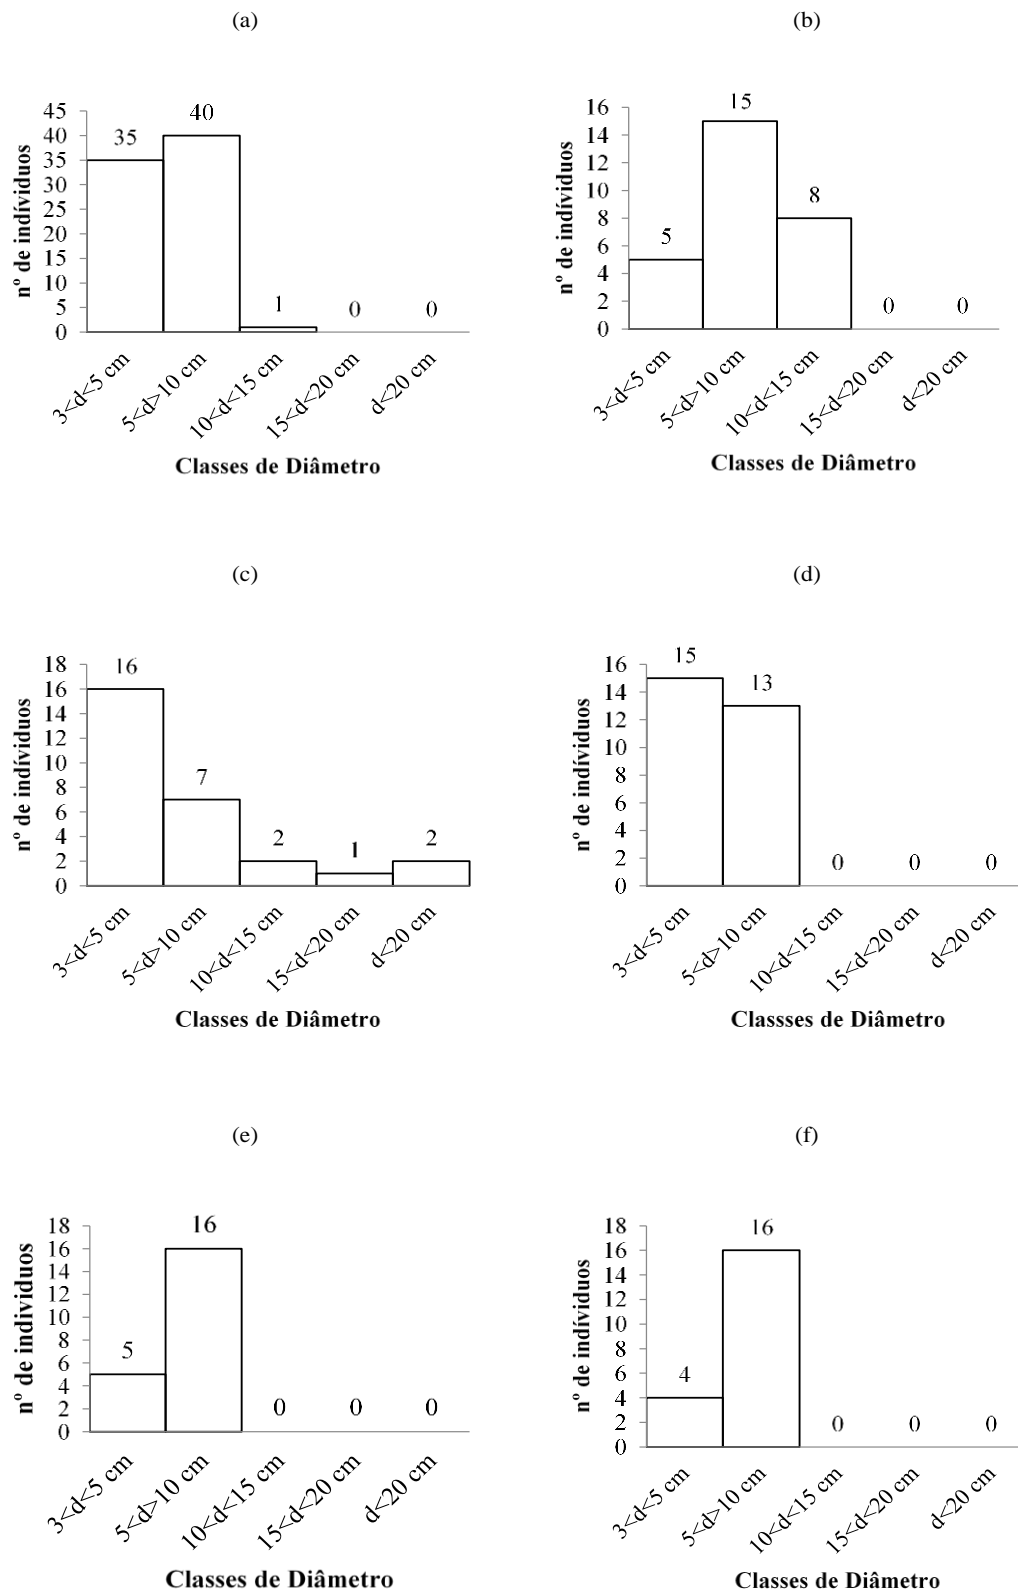 (a)
(b)
nº de indíviduos
45
40
35
30
25
20
15
10
5
0
35
40
1
0
0
3<d<5 cm
5<d>10 cm
10<d<15 cm
15<d<20 cm
d<20 cm
Classes de Diâmetro
nº de indíviduos
16
14
12
10
8
6
4
2
0
5
15
8
0
0
3<d<5 cm
5<d>10 cm
10<d<15 cm
15<d<20 cm
d<20 cm
Classes de Diâmetro
(c)
(d)
nº de indíviduos
18
16
14
12
10
8
6
4
2
0
16
7
2
1
2
3<d<5 cm
5<d>10 cm
10<d<15 cm
15<d<20 cm
d<20 cm
Classes de Diâmetro
nº de indíviduos
16
14
12
10
8
6
4
2
0
15
13
0
0
0
3<d<5 cm
5<d>10 cm
10<d<15 cm
15<d<20 cm
d<20 cm
Classses de Diâmetro
(e)
(f)
nº de individuos
18
16
14
12
10
8
6
4
2
0
5
16
0
0
0
3<d<5 cm
5<d>10 cm
10<d<15 cm
15<d<20 cm
d<20 cm
Classes de Diâmetro
nº de indíviduos
18
16
14
12
10
8
6
4
2
0
4
16
0
0
0
3<d<5 cm
5<d>10 cm
10<d<15 cm
15<d<20 cm
d<20 cm
Classes de Diâmetro